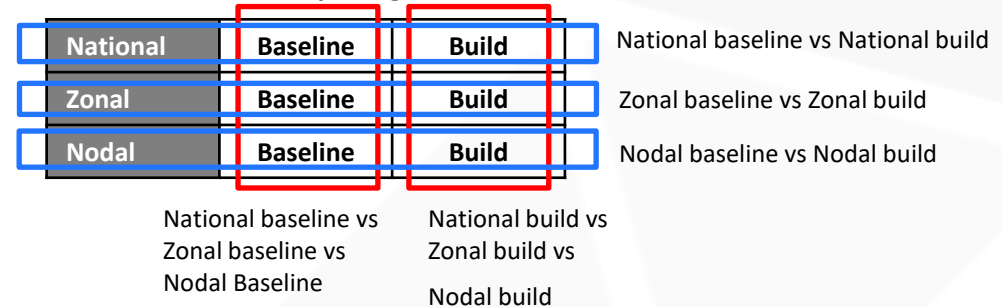 National Baseline Build National baseline vs National build
Zonal Baseline Build Zonal baseline vs Zonal build
Nodal Baseline Build Nodal baseline vs Nodal build
National baseline vs
Zonal baseline vs
Nodal Baseline
National build vs
Zonal build vs
Nodal build